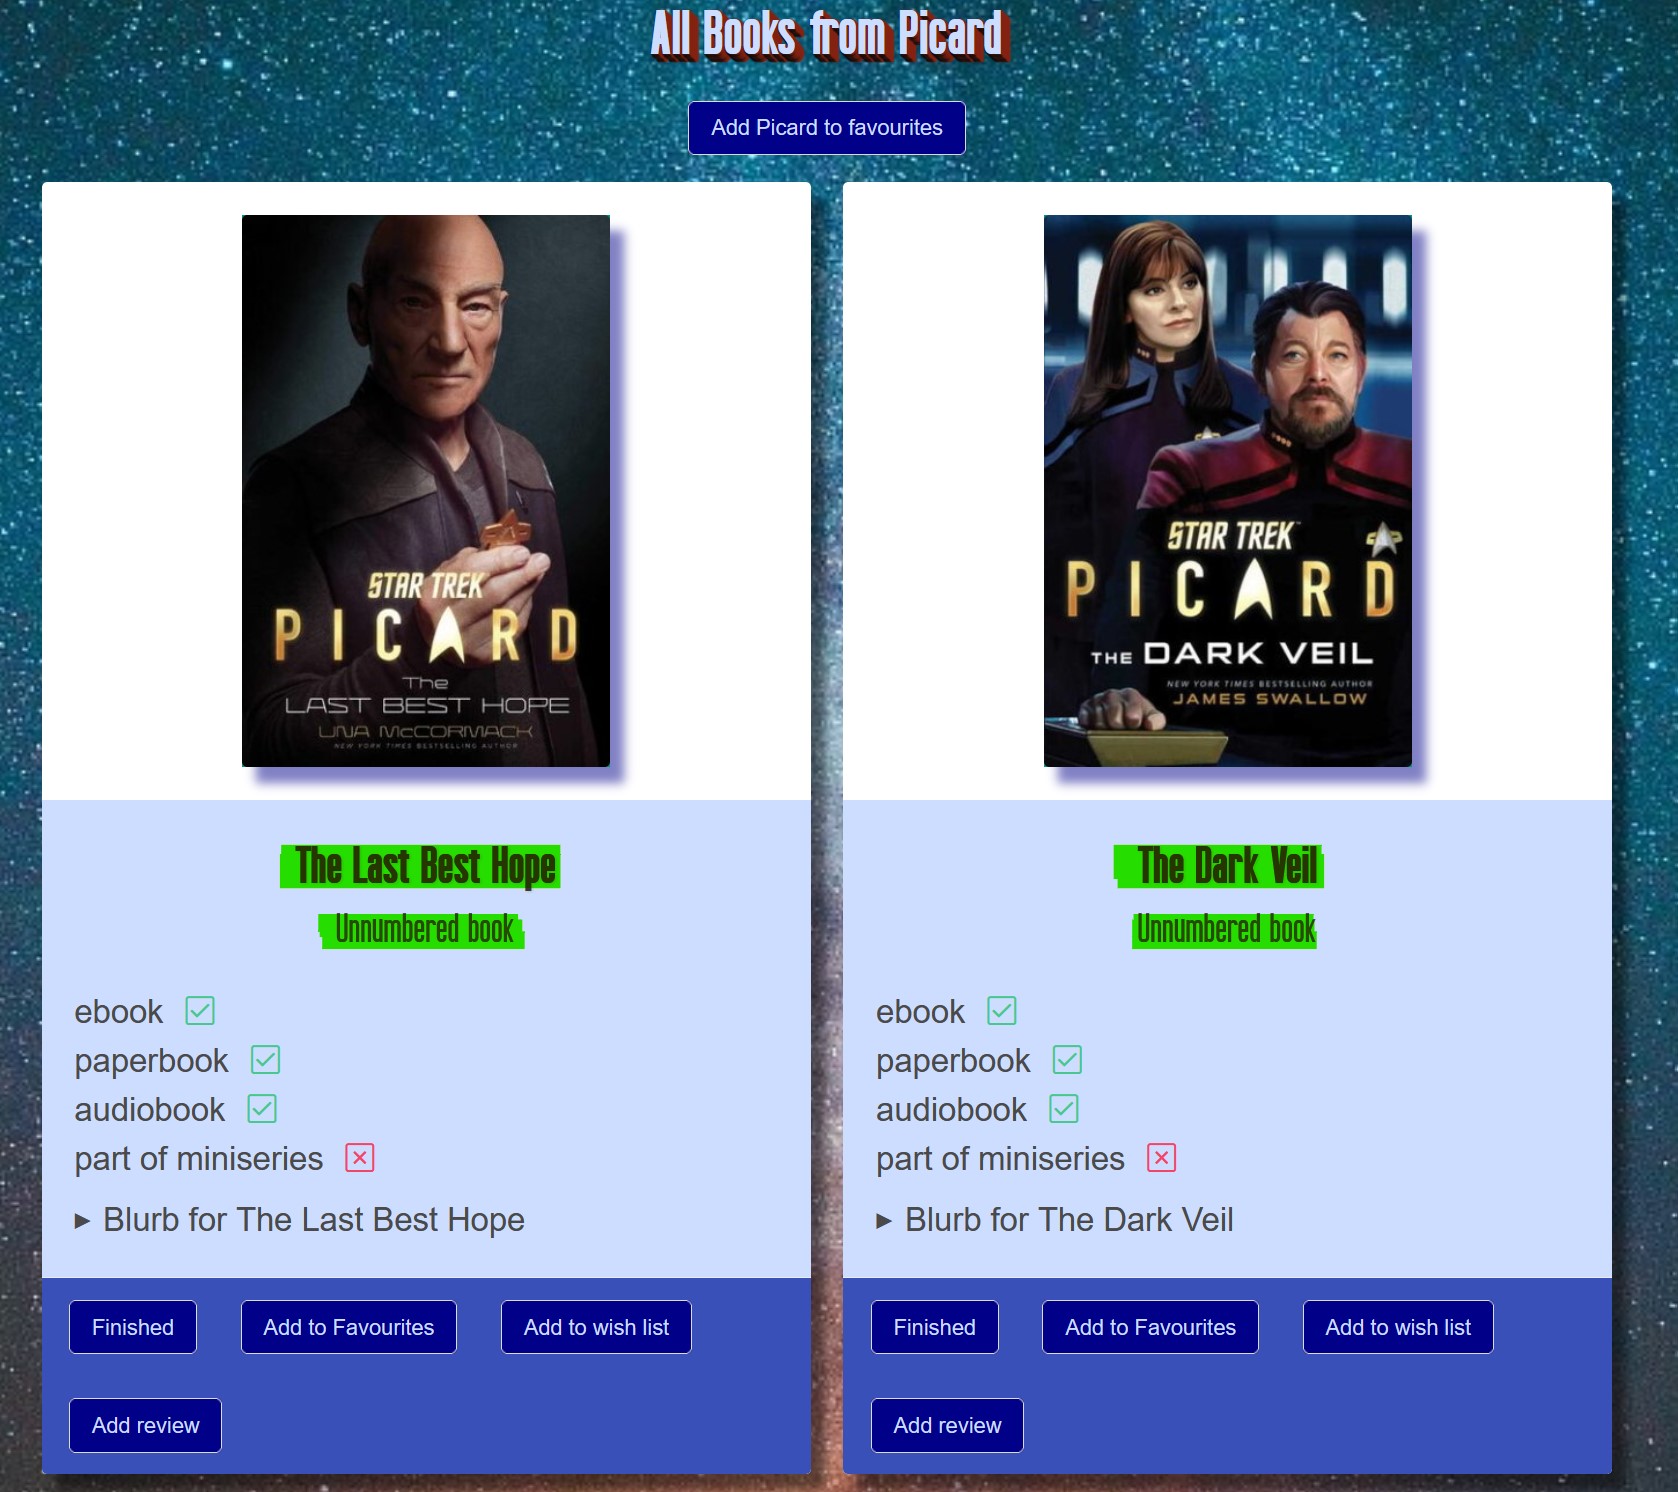 All Books from Picard
Add Picard to favourites
STAR TREK
PICARD
The
LAST BEST HOPE
UNA McCORMACK
NEW YORK TIMES BESTSELLING AUTHOR
The Last Best Hope
Unnumbered book
ebook
paperbook
audiobook
part of miniseries
▶ Blurb for The Last Best Hope
Finished
Add to Favourites
Add to wish list
Add review
STAR TREK™
PICARD
THE DARK VEIL
NEW YORK TIMES BESTSELLING AUTHOR
JAMES SWALLOW
The Dark Veil
Unnumbered book
ebook
paperbook
audiobook
part of miniseries
▶ Blurb for The Dark Veil
Finished
Add to Favourites
Add to wish list
Add review